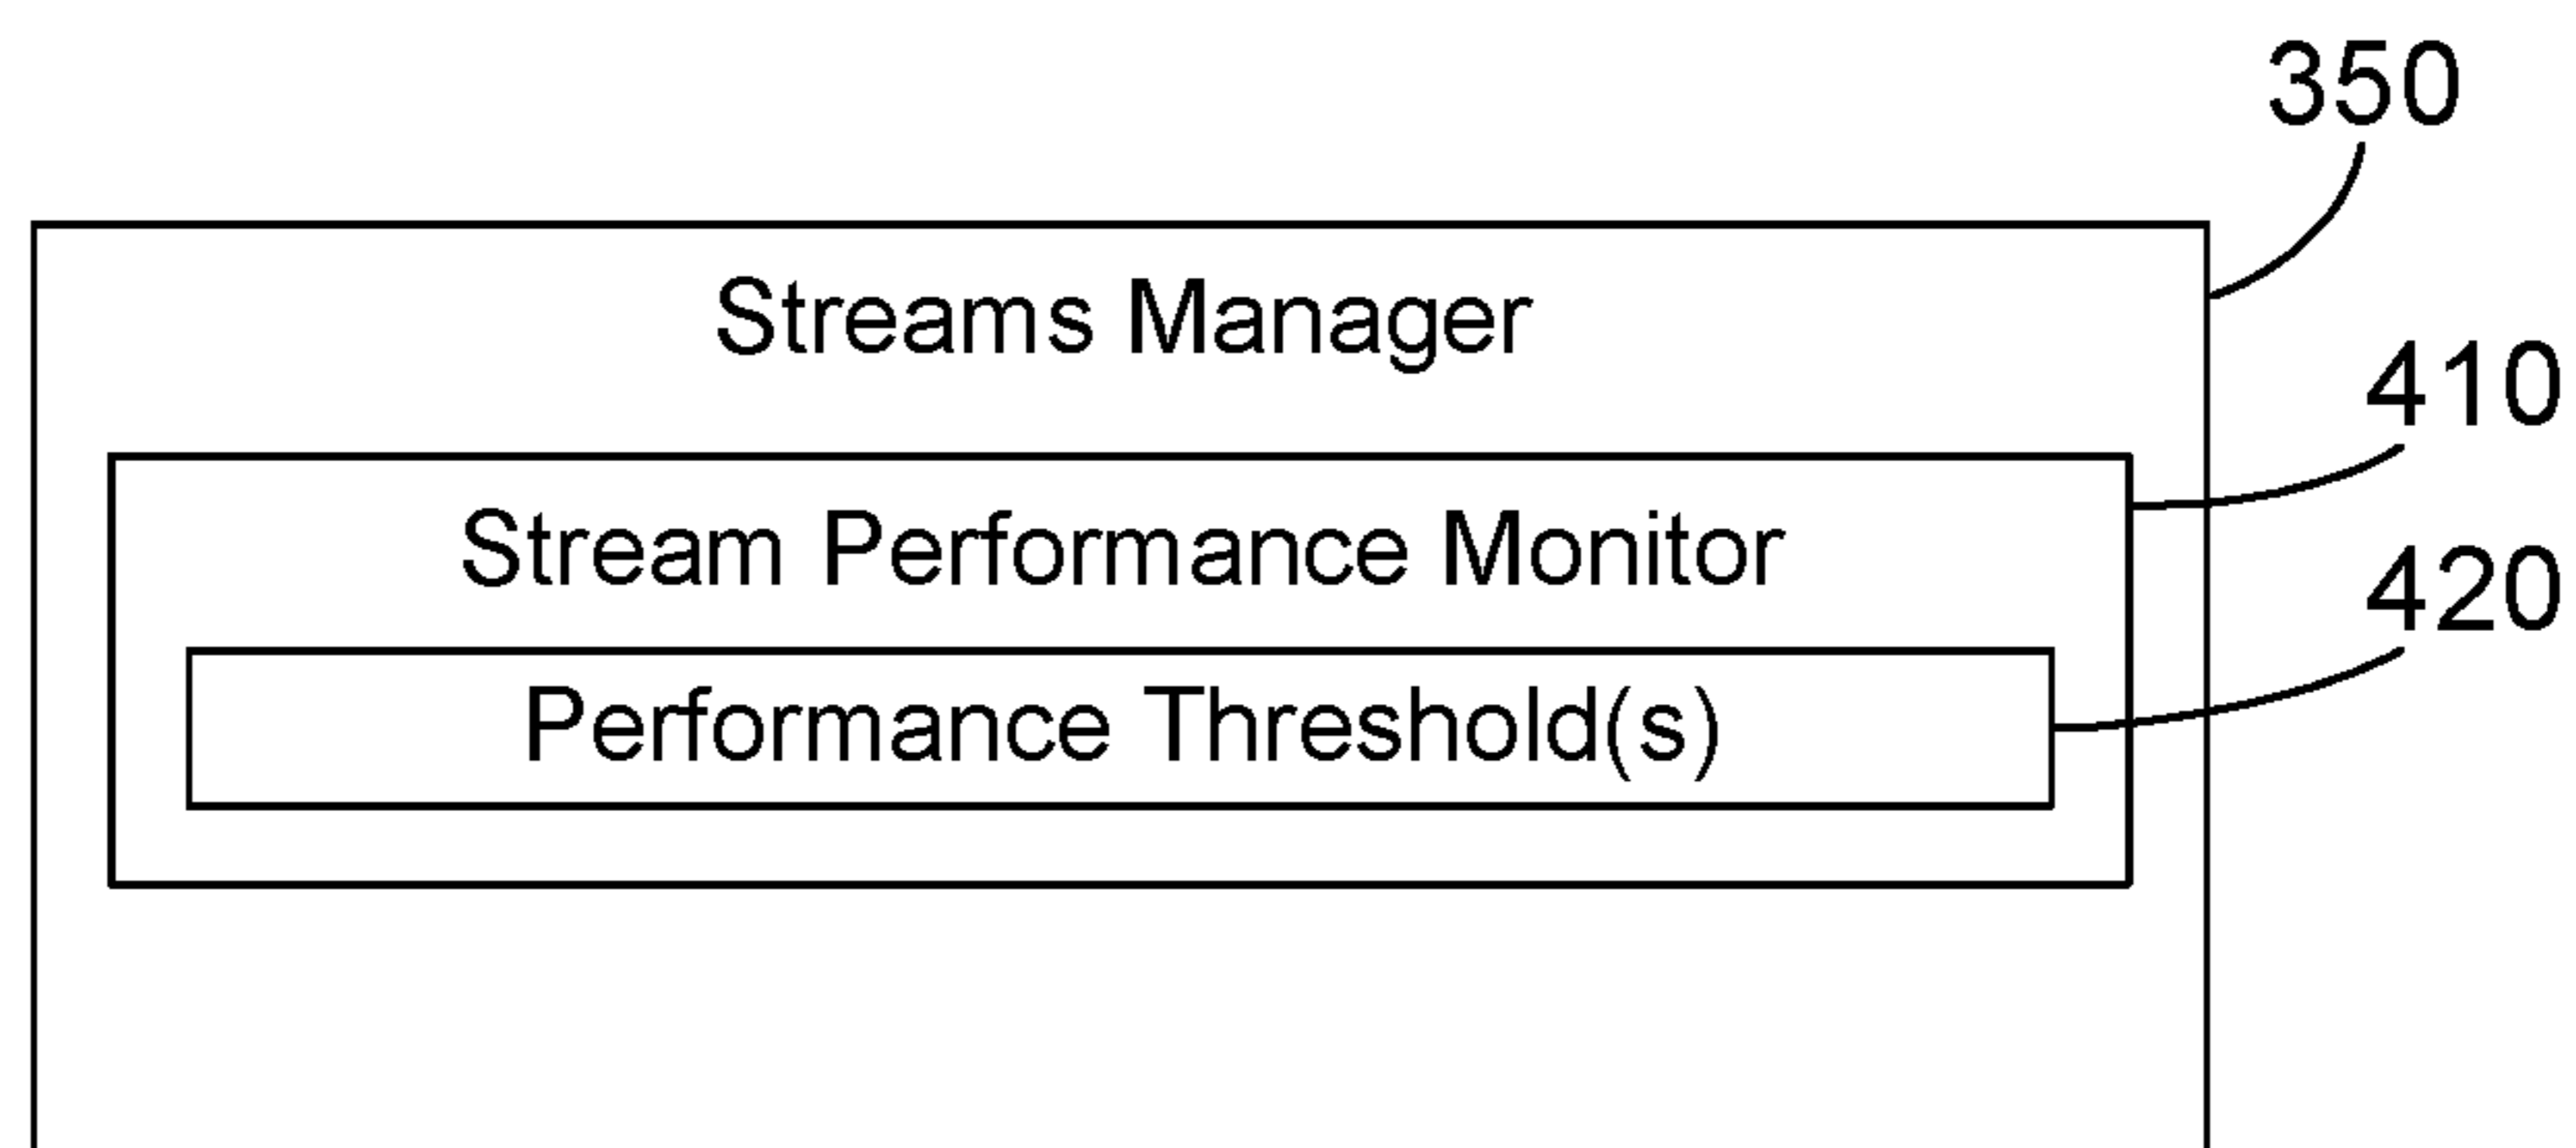 350
Streams Manager
410
Stream Performance Monitor
420
Performance Threshold(s)